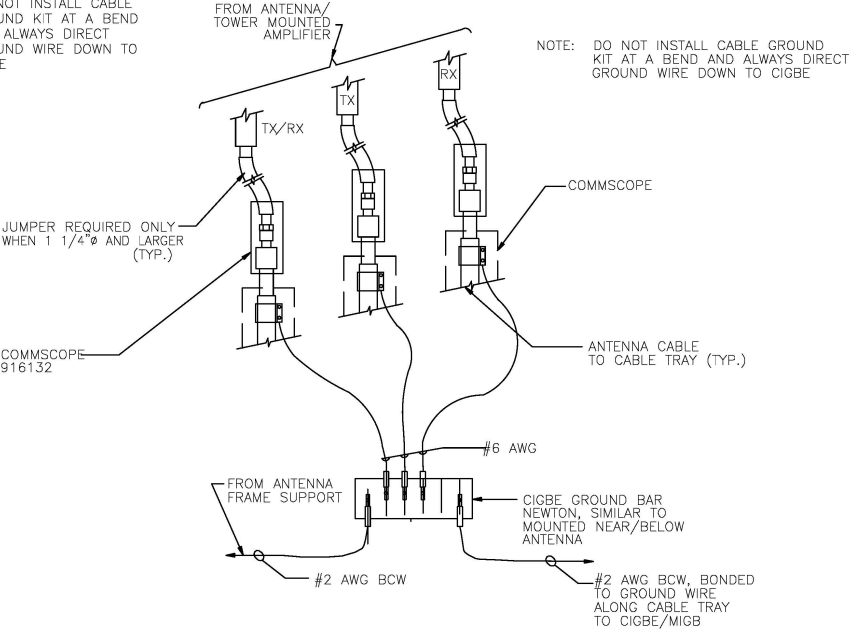 NOT INSTALL CABLE
UND KIT AT A BEND
ALWAYS DIRECT
UND WIRE DOWN TO
E
FROM ANTENNA/
TOWER MOUNTED
AMPLIFIER
NOTE: DO NOT INSTALL CABLE GROUND
KIT AT A BEND AND ALWAYS DIRECT
GROUND WIRE DOWN TO CIGBE
RX
TX
TX/RX
COMMSCOPE
JUMPER REQUIRED ONLY
WHEN 1 1/4"ø AND LARGER
(TYP.)
COMMSCOPE
916132
ANTENNA CABLE
TO CABLE TRAY (TYP.)
#6 AWG
FROM ANTENNA
FRAME SUPPORT
CIGBE GROUND BAR
NEWTON, SIMILAR TO
MOUNTED NEAR/BELOW
ANTENNA
#2 AWG BCW
#2 AWG BCW, BONDED
TO GROUND WIRE
ALONG CABLE TRAY
TO CIGBE/MIGB